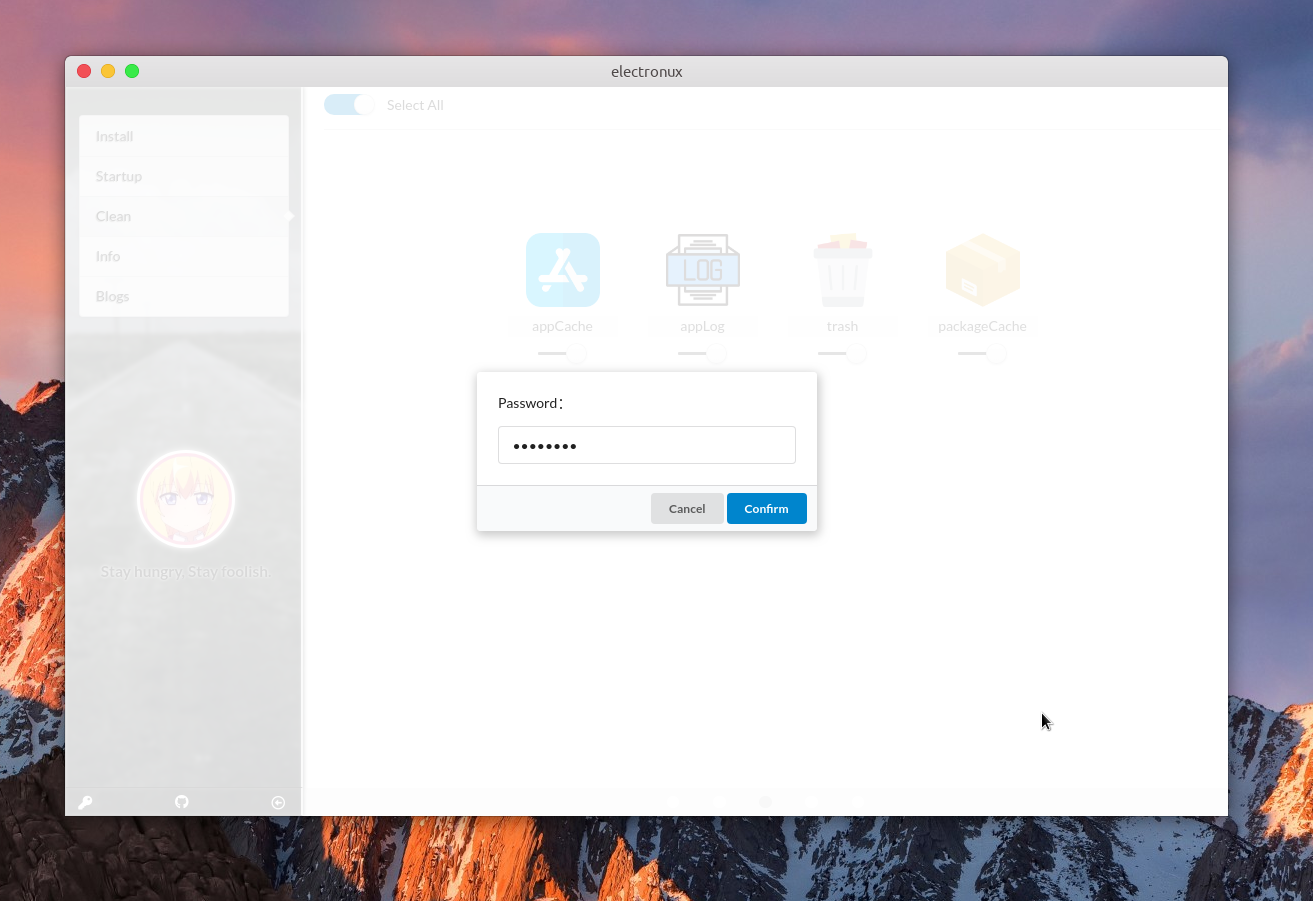 electronux
Select All
Install
Startup
Clean
Info
Blogs
LOG
appCache
appLog
trash
packageCache
Password：
••••••••
Cancel
Confirm
Stay hungry, Stay foolish.